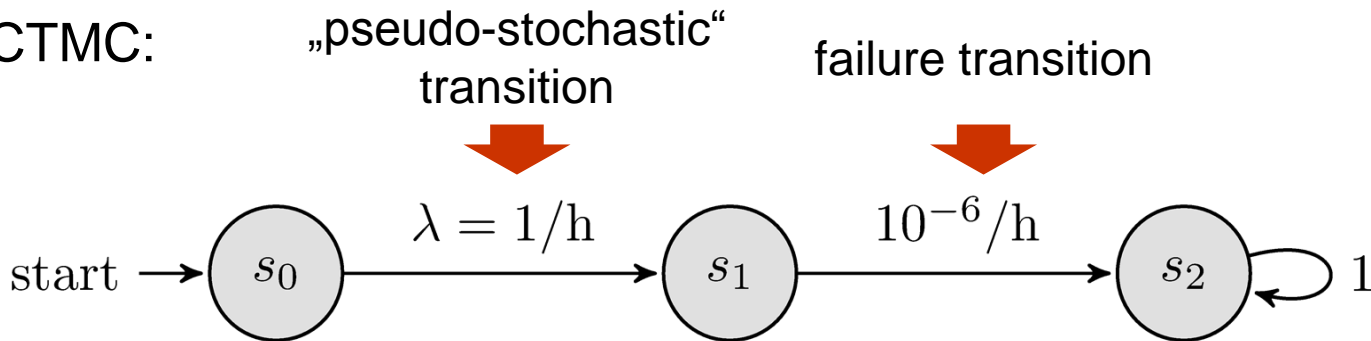 CTMC:
„pseudo-stochastic“
transition
failure transition
λ = 1/h
10⁻⁶/h
start
s₀
s₁
s₂
1